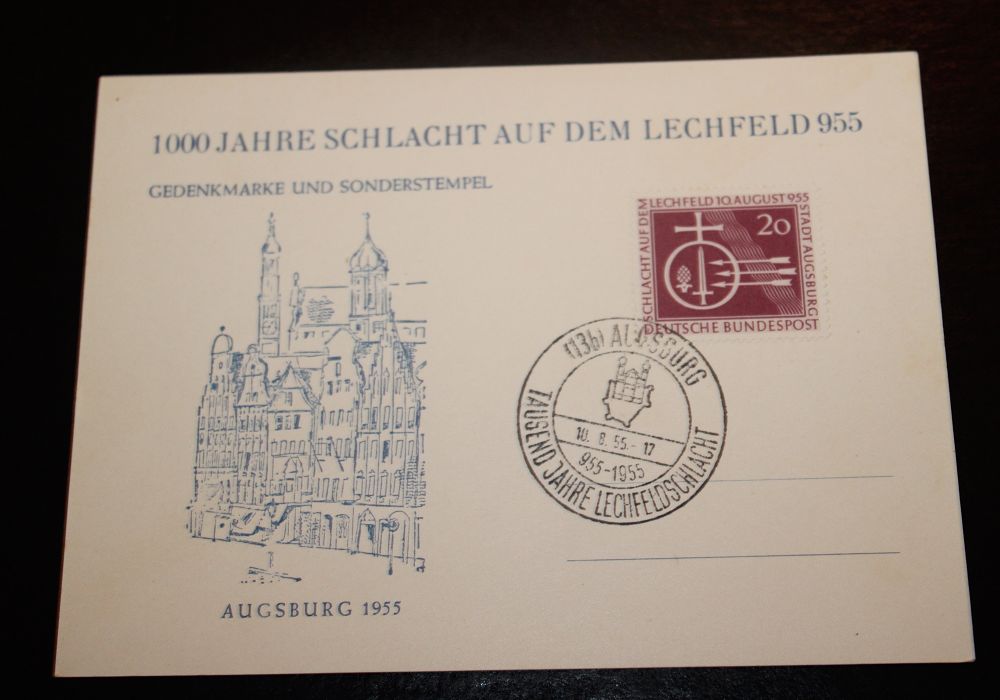 1000 JAHRE SCHLACHT AUF DEM LECHFELD 955
GEDENKMARKE UND SONDERSTEMPEL
SCHLACHT AUF DEM
LECHFELD 10. AUGUST 955
STADT AUGSBURG
20
DEUTSCHE BUNDESPOST
(13b) AUGSBURG
10. 8. 55.- 17
955-1955
TAUSEND JAHRE LECHFELDSCHLACHT
AUGSBURG 1955